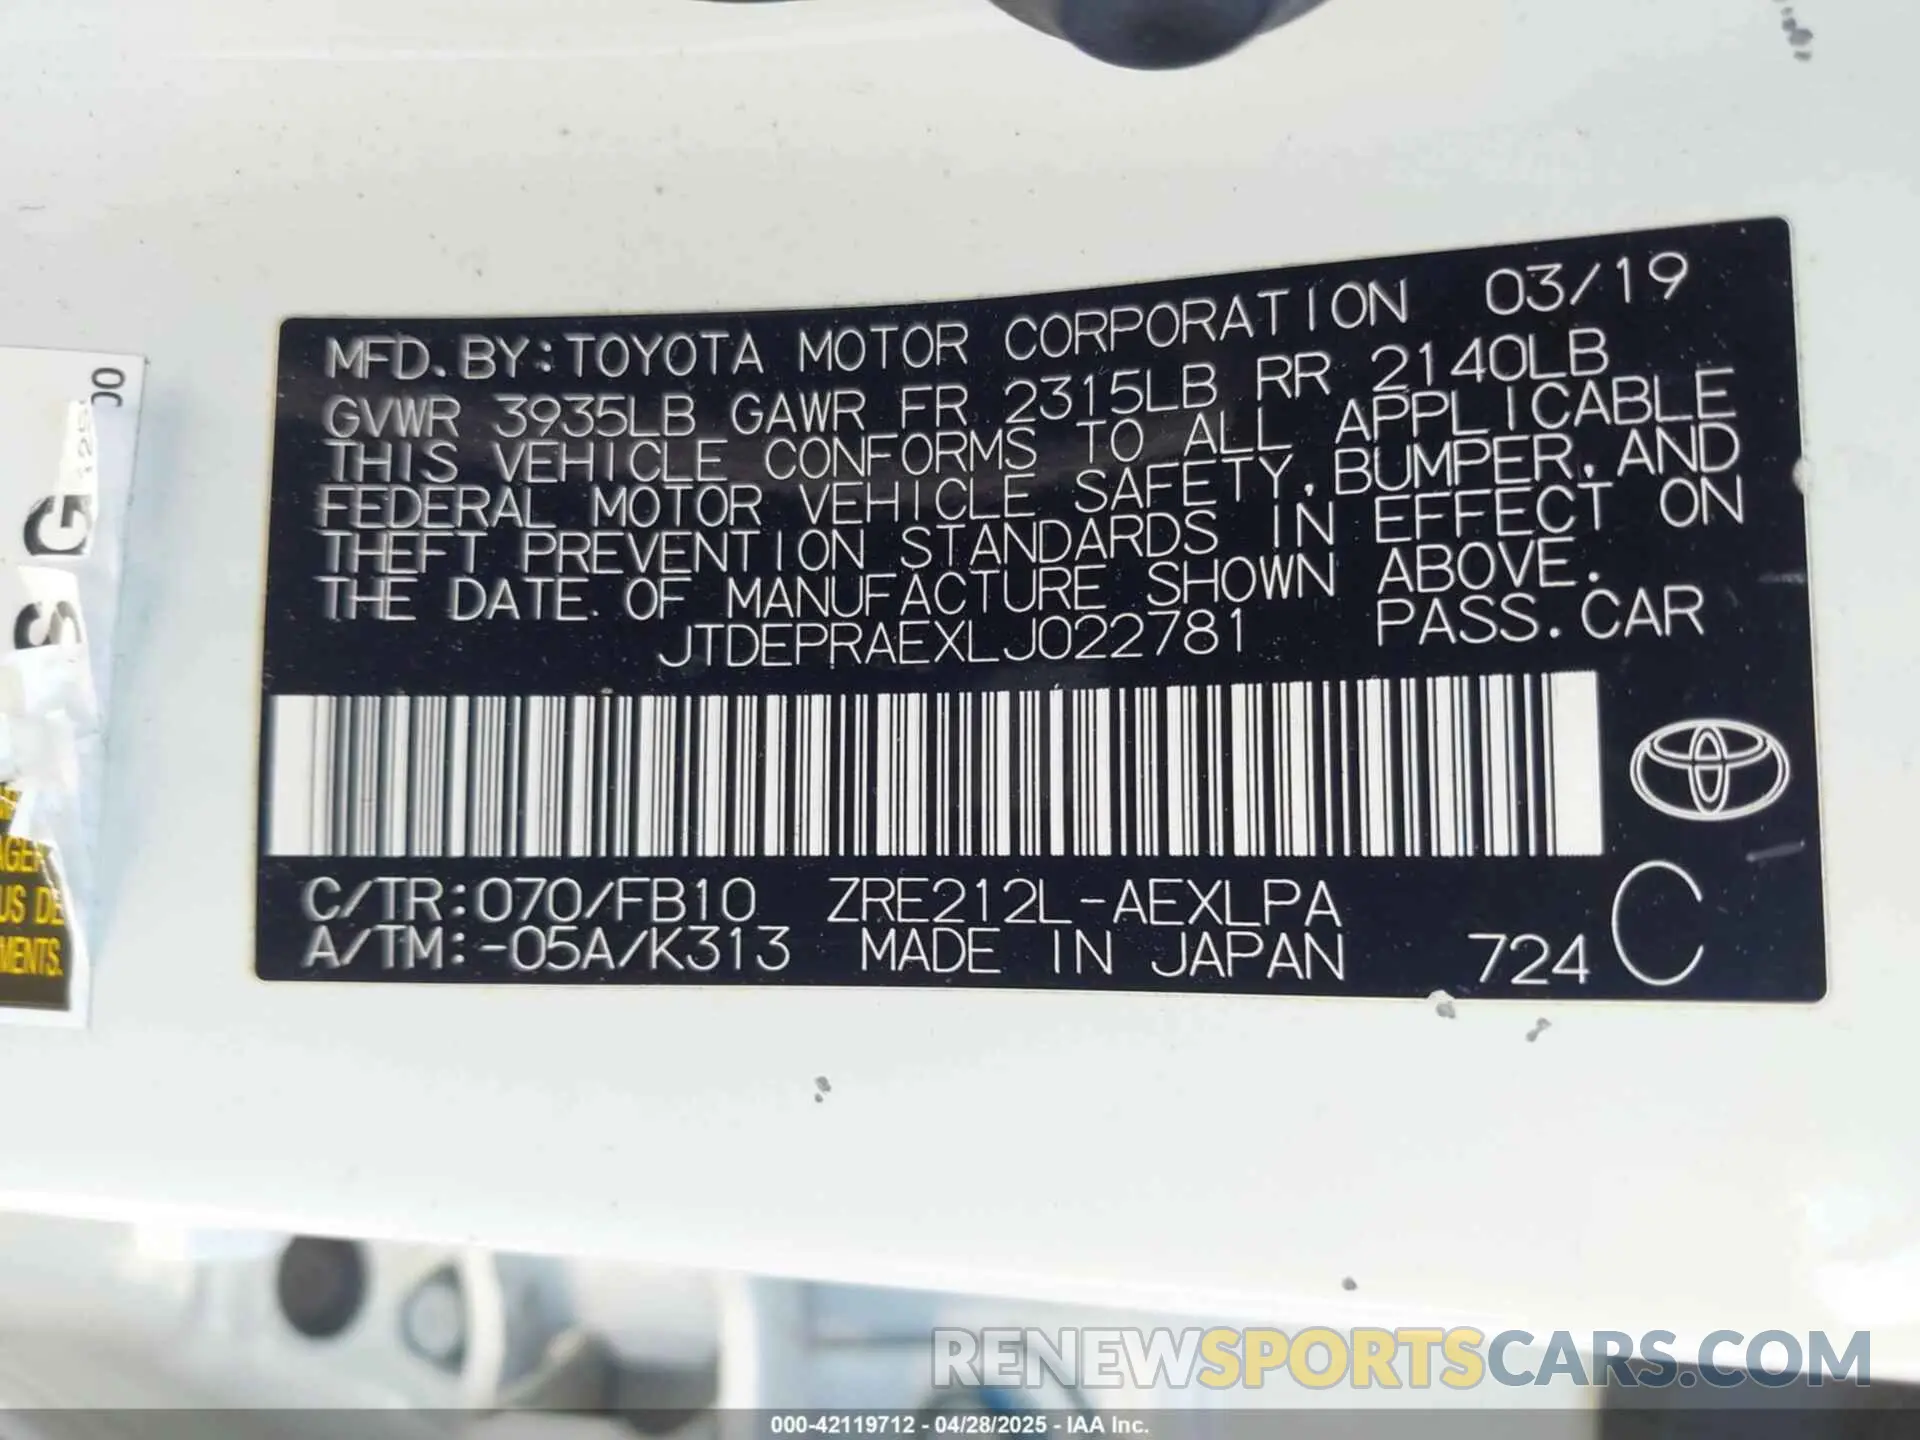 MFD. BY: TOYOTA MOTOR CORPORATION 03/19
GVWR 3935LB GAWR FR 2315LB RR 2140LB
THIS VEHICLE CONFORMS TO ALL APPLICABLE
FEDERAL MOTOR VEHICLE SAFETY, BUMPER, AND
THEFT PREVENTION STANDARDS IN EFFECT ON
THE DATE OF MANUFACTURE SHOWN ABOVE.
JTDEPRAEXLJ022781 PASS. CAR
C/TR:070/FB10 ZRE212L-AEXLPA
A/TM:-05A/K313 MADE IN JAPAN 724 C
S G
US DE
MENTS.
RENEWSPORTSCARS.COM
000-42119712 - 04/28/2025 - IAA Inc.